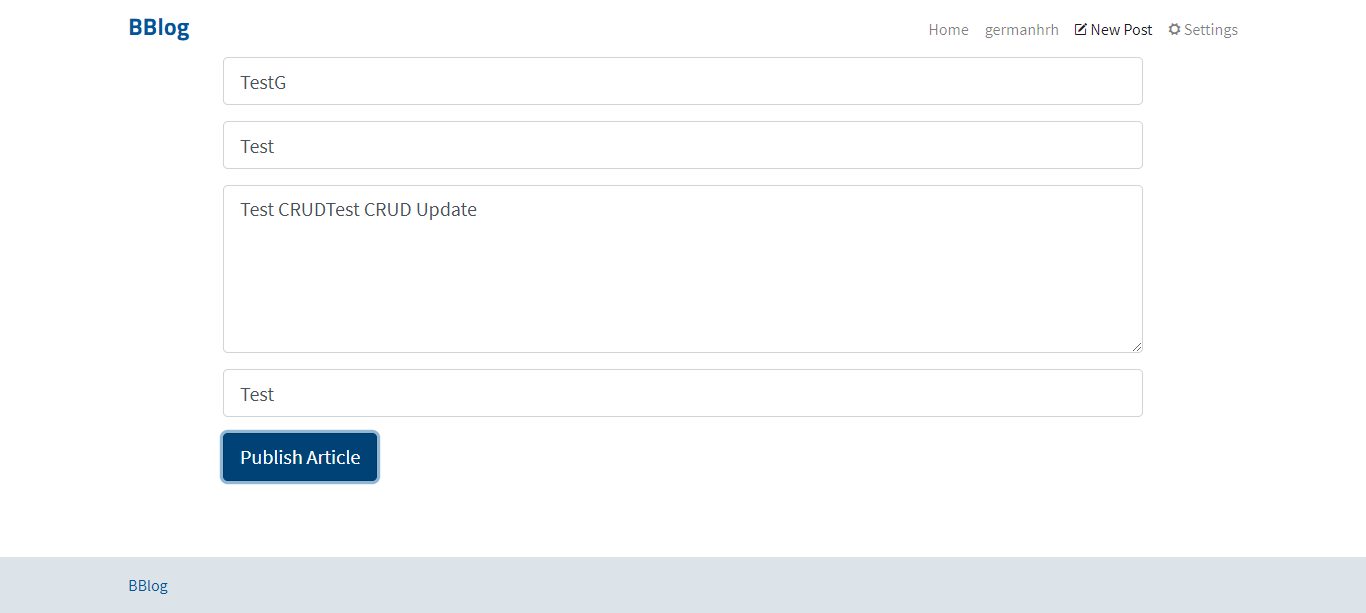 BBlog
Home germanhrh New Post Settings
TestG
Test
Test CRUDTest CRUD Update
Test
Publish Article
BBlog